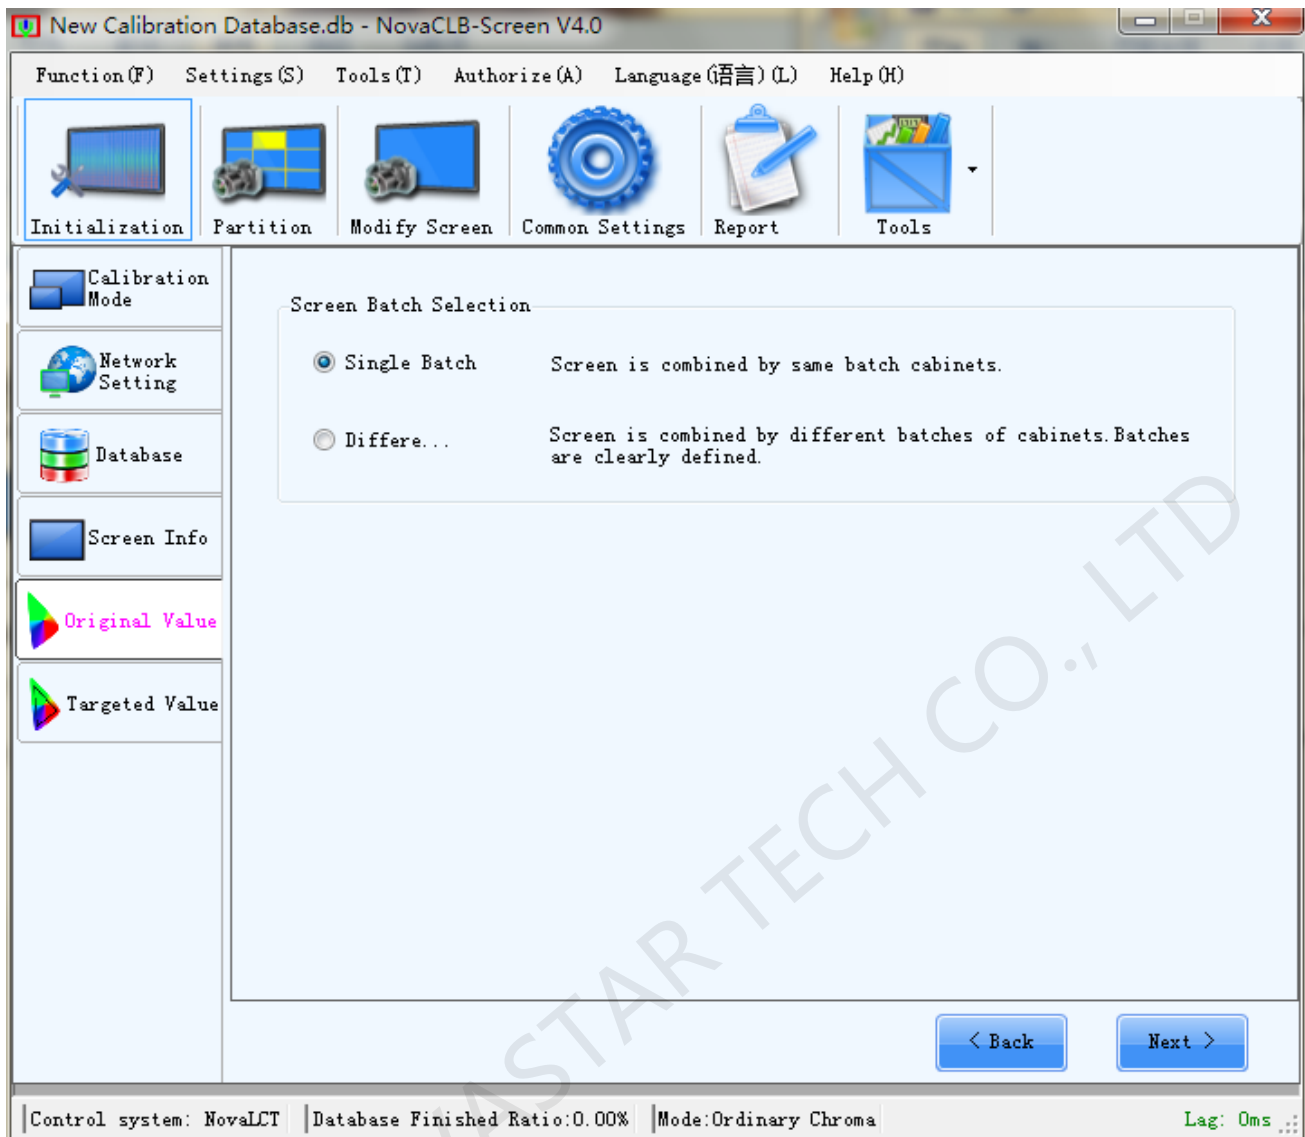 New Calibration Database.db - NovaCLB-Screen V4.0
Function(F) Settings(S) Tools(T) Authorize(A) Language(语言)(L) Help(H)
Initialization Partition Modify Screen Common Settings Report Tools
Calibration
Mode
Network
Setting
Database
Screen Info
Original Value
Targeted Value
Screen Batch Selection
Single Batch Screen is combined by same batch cabinets.
Differe... Screen is combined by different batches of cabinets.Batches
are clearly defined.
< Back Next >
Control system: NovaLCT Database Finished Ratio:0.00% Mode:Ordinary Chroma Lag: 0ms
VASTAR TECH CO., LTD